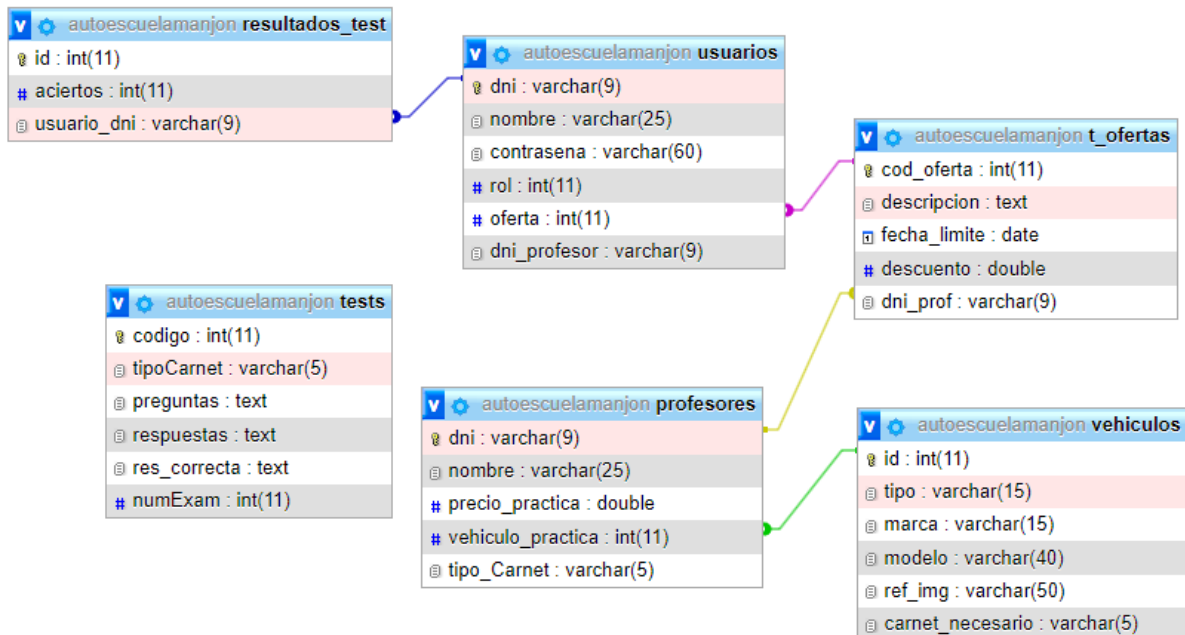 autoescuelamanjon resultados_test
id : int(11)
aciertos : int(11)
usuario_dni : varchar(9)
autoescuelamanjon usuarios
dni : varchar(9)
nombre : varchar(25)
contrasena : varchar(60)
rol : int(11)
oferta : int(11)
dni_profesor : varchar(9)
autoescuelamanjon t_ofertas
cod_oferta : int(11)
descripcion : text
fecha_limite : date
descuento : double
dni_prof : varchar(9)
autoescuelamanjon tests
codigo : int(11)
tipoCarnet : varchar(5)
preguntas : text
respuestas : text
res_correcta : text
numExam : int(11)
autoescuelamanjon profesores
dni : varchar(9)
nombre : varchar(25)
precio_practica : double
vehiculo_practica : int(11)
tipo_Carnet : varchar(5)
autoescuelamanjon vehiculos
id : int(11)
tipo : varchar(15)
marca : varchar(15)
modelo : varchar(40)
ref_img : varchar(50)
carnet_necesario : varchar(5)